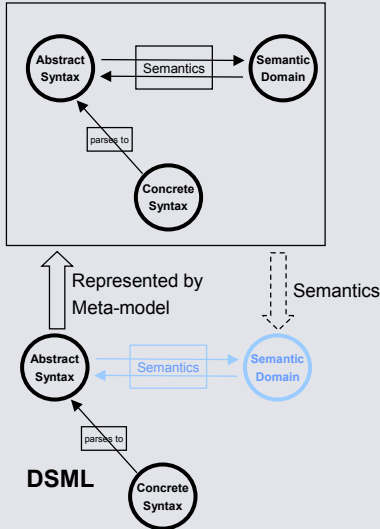 Abstract
Syntax
Semantics
Semantic
Domain
parses to
Concrete
Syntax
Represented by
Meta-model
Semantics
Abstract
Syntax
Semantics
Semantic
Domain
parses to
DSML
Concrete
Syntax